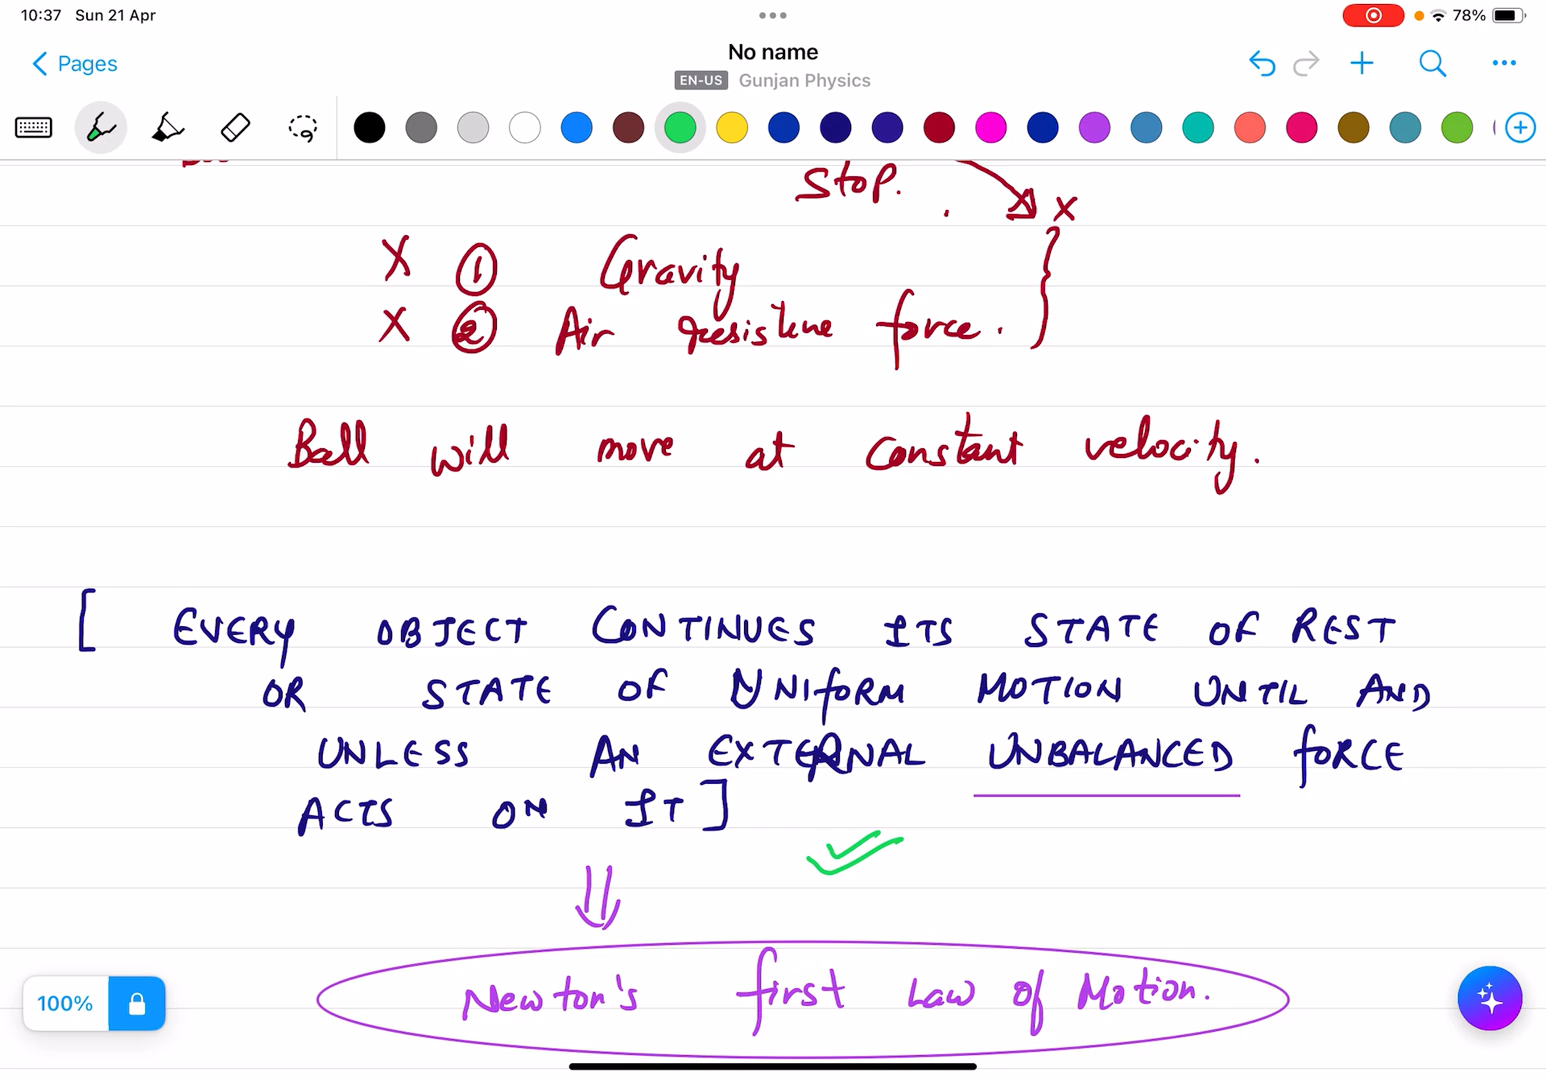 10:37 Sun 21 Apr
78%
Pages
No name
EN-US Gunjan Physics
Stop.
X
X ① Gravity
X ② Air resistene force.
Ball will move at constant velocity.
[ EVERY OBJECT CONTINUES ITS STATE OF REST
OR STATE OF UNIFORM MOTION UNTIL AND
UNLESS AN EXTERNAL UNBALANCED FORCE
ACTS ON IT ]
Newton's first Law of Motion.
100%